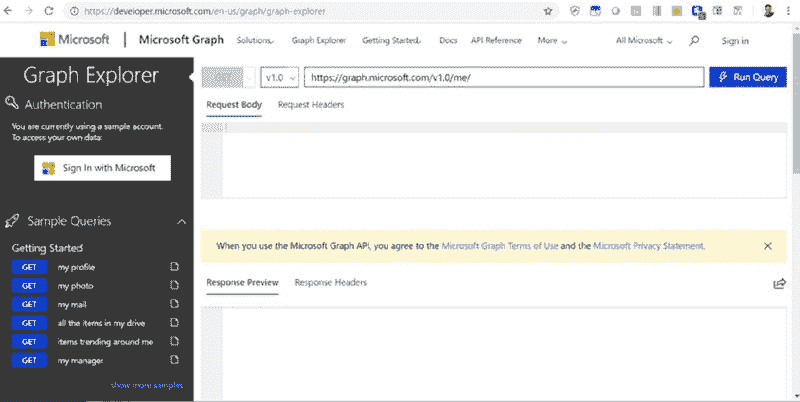 https://developer.microsoft.com/en-us/graph/graph-explorer
Microsoft | Microsoft Graph Solutions Graph Explorer Getting Started Docs API Reference More All Microsoft Sign in
Graph Explorer
Authentication
You are currently using a sample account.
To access your own data:
Sign In with Microsoft
Sample Queries
Getting Started
GET my profile
GET my photo
GET my mail
GET all the items in my drive
GET items trending around me
GET my manager
show more samples
v1.0 https://graph.microsoft.com/v1.0/me/ Run Query
Request Body Request Headers
When you use the Microsoft Graph API, you agree to the Microsoft Graph Terms of Use and the Microsoft Privacy Statement.
Response Preview Response Headers